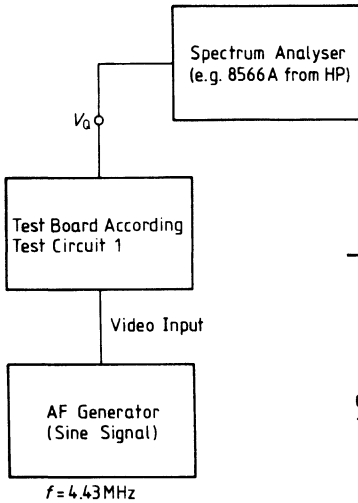 Spectrum Analyser
(e.g. 8566A from HP)
VQ
Test Board According
Test Circuit 1
Video Input
AF Generator
(Sine Signal)
f = 4.43 MHz